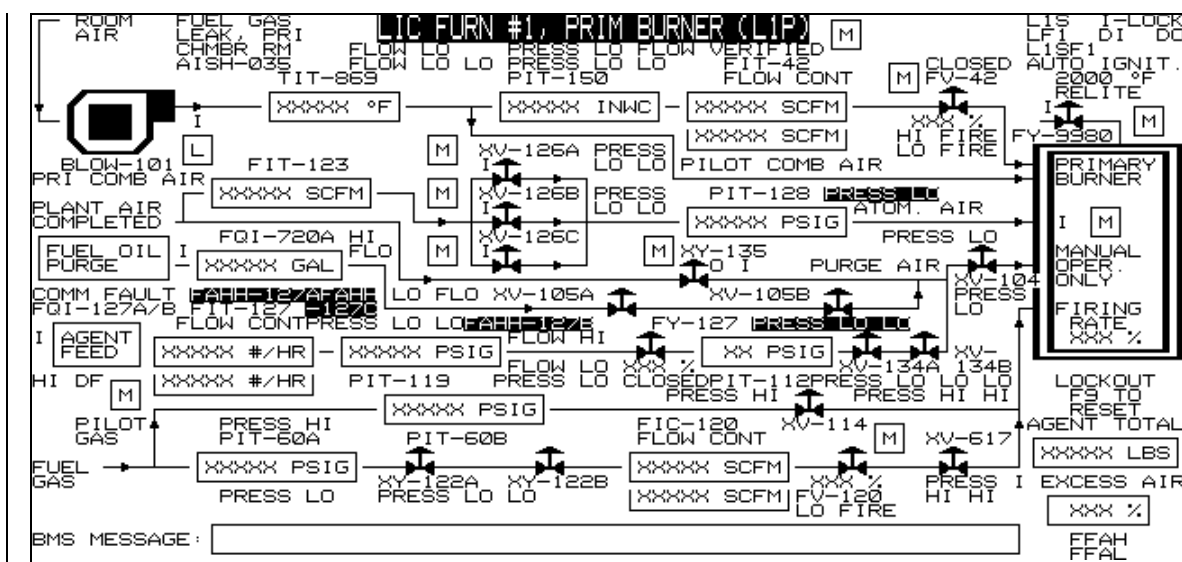 ROOM AIR
FUEL GAS LEAK, PRI CHMBR RM AISH-035
LIC FURN #1, PRIM BURNER (L1P)
M
L1S I-LOCK
LF1 DI DO
L1SF1
AUTO IGNIT.
FLOW LO PRESS LO FLOW VERIFIED
FLOW LO LO PRESS LO LO FIT-42
TIT-869 PIT-150 FLOW CONT
M
CLOSED
FV-42
2000 °F
RELITE
XXXXX °F
XXXXX INWC
XXXXX SCFM
XXXXX SCFM
I
XXX %
HI FIRE
LO FIRE
I
M
FY-9980
L
BLOW-101
PRI COMB AIR
FIT-123
M
XV-126A PRESS LO LO
I
PILOT COMB AIR
PRIMARY BURNER
XXXXX SCFM
M
XV-126B PRESS LO LO
I
PIT-128 PRESS LO
ATOM. AIR
PLANT AIR
COMPLETED
XXXXX PSIG
I
M
FQI-720A HI FLO
M
XV-126C
I
M
XY-135
O I
PRESS LO
FUEL OIL PURGE
I
XXXXX GAL
PURGE AIR
MANUAL OPER. ONLY
COMM FAULT FAHH-127A FAHH-127C LO FLO XV-105A XV-105B
XV-104
PRESS LO
FQI-127A/B FIT-127
FLOW CONT PRESS LO LO FAHH-127B
FY-127 PRESS LO LO
FIRING RATE
XXX %
FLOW HI
I
AGENT FEED
XXXXX #/HR
XXXXX PSIG
XX PSIG
FLOW LO
XXX %
XV-134A
XV-134B
HI DF
XXXXX #/HR
PIT-119
PRESS LO CLOSED PIT-112 PRESS LO LO LO
PRESS HI PRESS HI HI
LOCKOUT
F9 TO RESET
M
XXXXX PSIG
PILOT GAS
PRESS HI
PIT-60A
PIT-60B
FIC-120
FLOW CONT
XV-114
M
XV-617
AGENT TOTAL
XXXXX LBS
FUEL GAS
XXXXX PSIG
XXXXX SCFM
PRESS LO
XY-122A
PRESS LO LO
XY-122B
XXXXX SCFM
XXX %
FV-120
LO FIRE
PRESS HI HI
I EXCESS AIR
XXX %
BMS MESSAGE:
FFAH
FFAL